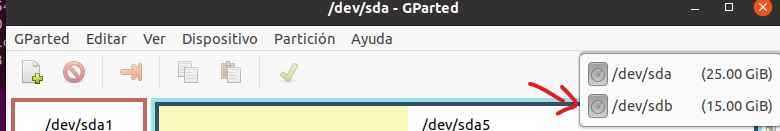 /dev/sda - GParted
GParted Editar Ver Dispositivo Partición Ayuda
/dev/sda (25.00 GiB)
/dev/sdb (15.00 GiB)
/dev/sda1 /dev/sda5